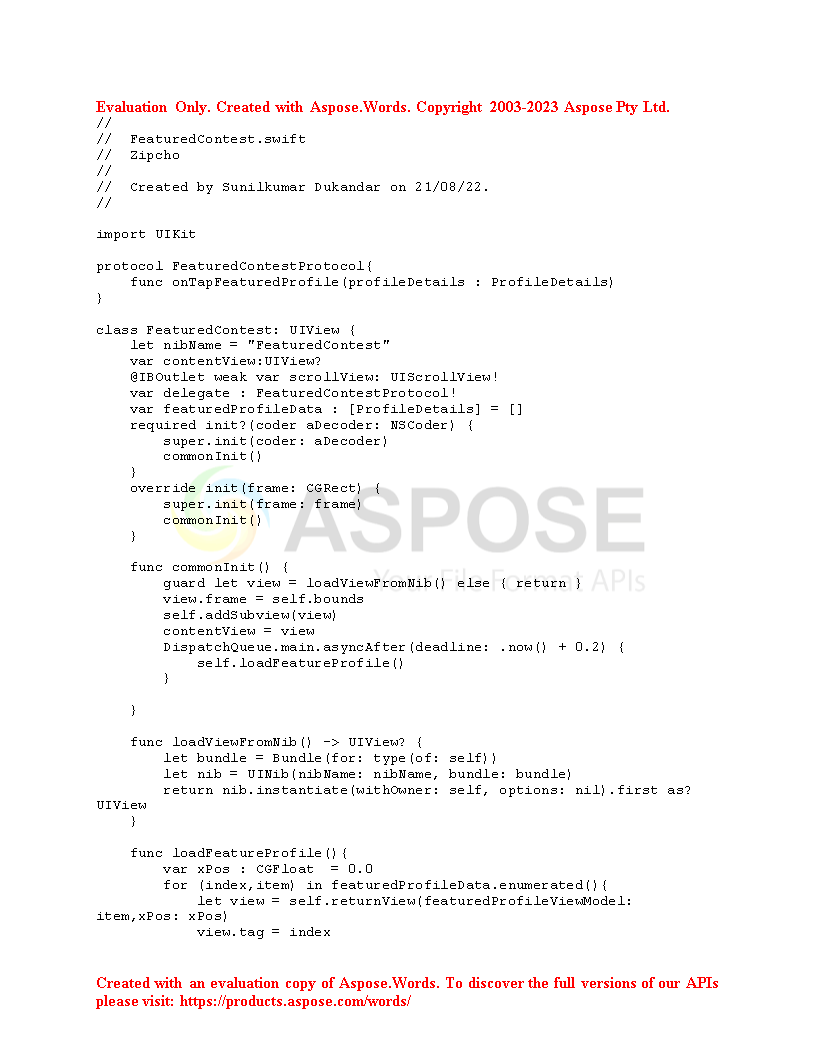 Evaluation Only. Created with Aspose.Words. Copyright 2003-2023 Aspose Pty Ltd.
//
//  FeaturedContest.swift
//  Zipcho
//
//  Created by Sunilkumar Dukandar on 21/08/22.
//
import UIKit
protocol FeaturedContestProtocol{
    func onTapFeaturedProfile(profileDetails : ProfileDetails)
}
class FeaturedContest: UIView {
    let nibName = "FeaturedContest"
    var contentView:UIView?
    @IBOutlet weak var scrollView: UIScrollView!
    var delegate : FeaturedContestProtocol!
    var featuredProfileData : [ProfileDetails] = []
    required init?(coder aDecoder: NSCoder) {
        super.init(coder: aDecoder)
        commonInit()
    }
    override init(frame: CGRect) {
        super.init(frame: frame)
        commonInit()
    }
ASPOSE
    func commonInit() {
        guard let view = loadViewFromNib() else { return }
Your File Format APIs
        view.frame = self.bounds
        self.addSubview(view)
        contentView = view
        DispatchQueue.main.asyncAfter(deadline: .now() + 0.2) {
            self.loadFeatureProfile()
        }
    }
    func loadViewFromNib() -> UIView? {
        let bundle = Bundle(for: type(of: self))
        let nib = UINib(nibName: nibName, bundle: bundle)
        return nib.instantiate(withOwner: self, options: nil).first as?
UIView
    }
    func loadFeatureProfile(){
        var xPos : CGFloat  = 0.0
        for (index,item) in featuredProfileData.enumerated(){
            let view = self.returnView(featuredProfileViewModel:
item,xPos: xPos)
            view.tag = index
Created with an evaluation copy of Aspose.Words. To discover the full versions of our APIs
please visit: https://products.aspose.com/words/